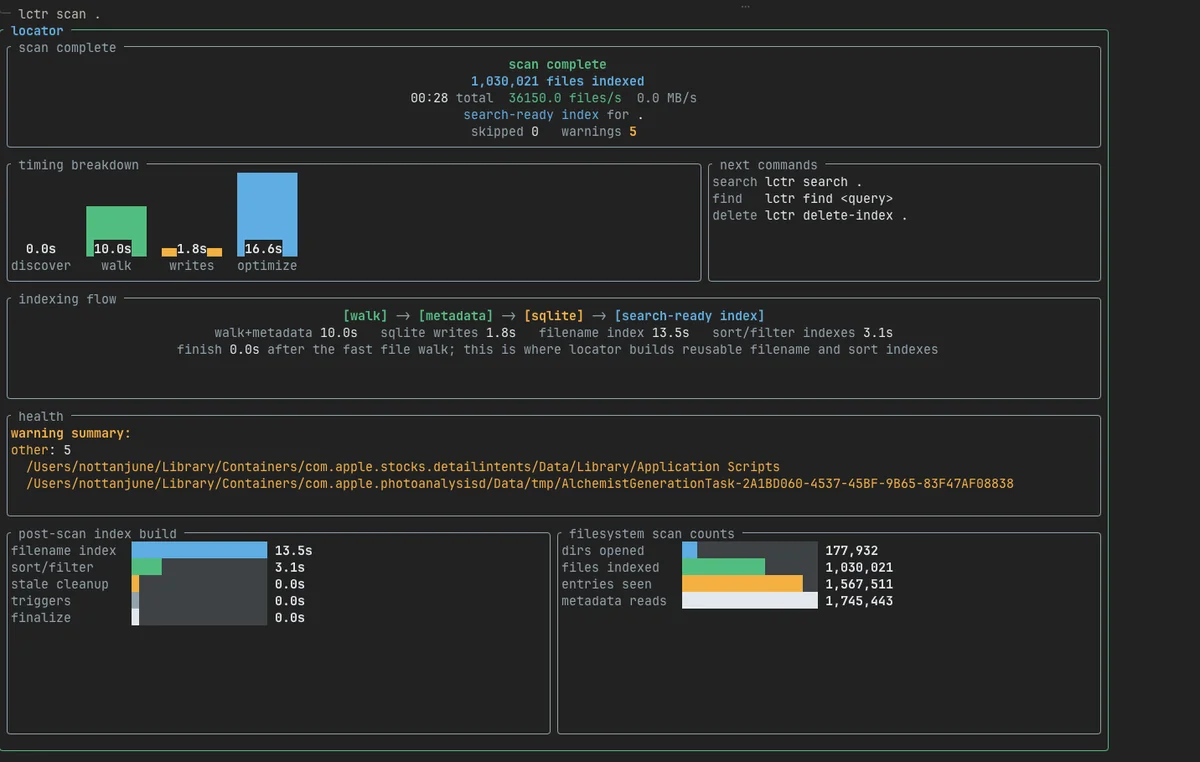 lctr scan .
locator
scan complete
scan complete
1,030,021 files indexed
00:28 total 36150.0 files/s 0.0 MB/s
search-ready index for .
skipped 0 warnings 5
timing breakdown
0.0s 10.0s 1.8s 16.6s
discover walk writes optimize
next commands
search lctr search .
find lctr find <query>
delete lctr delete-index .
indexing flow
[walk] → [metadata] → [sqlite] → [search-ready index]
walk+metadata 10.0s sqlite writes 1.8s filename index 13.5s sort/filter indexes 3.1s
finish 0.0s after the fast file walk; this is where locator builds reusable filename and sort indexes
health
warning summary:
other: 5
/Users/nottanjune/Library/Containers/com.apple.stocks.detailintents/Data/Library/Application Scripts
/Users/nottanjune/Library/Containers/com.apple.photoanalysisd/Data/tmp/AlchemistGenerationTask-2A1BD060-4537-45BF-9B65-83F47AF08838
post-scan index build
filename index 13.5s
sort/filter 3.1s
stale cleanup 0.0s
triggers 0.0s
finalize 0.0s
filesystem scan counts
dirs opened 177,932
files indexed 1,030,021
entries seen 1,567,511
metadata reads 1,745,443